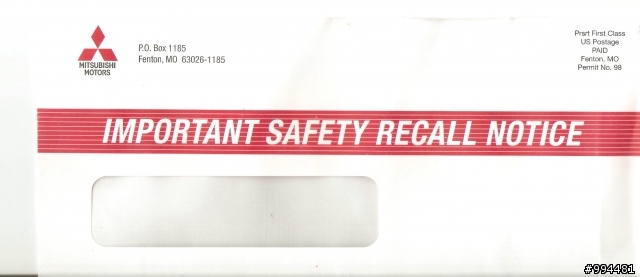 MITSUBISHI
MOTORS
P.O. Box 1185
Fenton, MO 63026-1185
Prsrt First Class
US Postage
PAID
Fenton, MO
Permit No. 98
IMPORTANT SAFETY RECALL NOTICE
#994481